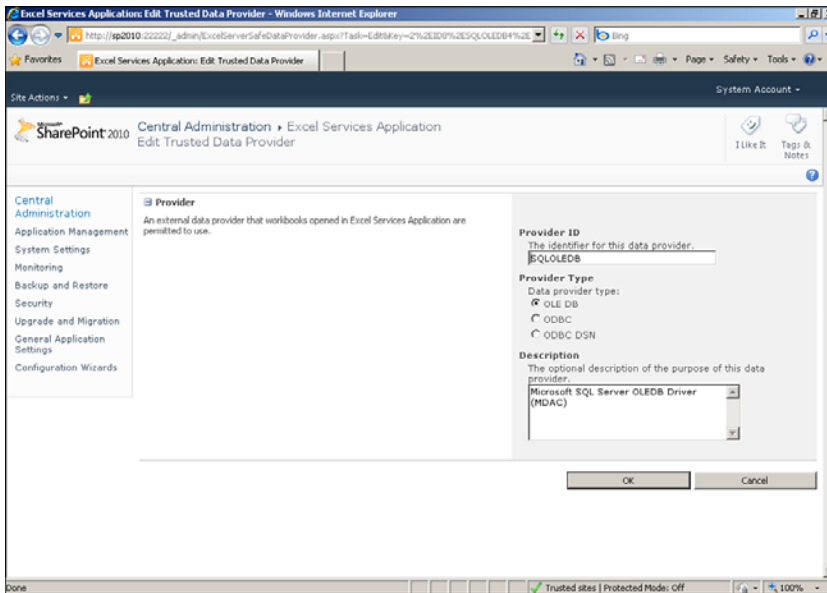 Excel Services Application: Edit Trusted Data Provider - Windows Internet Explorer
http://sp2010:22222/_admin/ExcelServerSafeDataProvider.aspx?Task=Edit&Key=2%2EID8%2ESQLOLEDB4%2E
Bing
Favorites
Excel Services Application: Edit Trusted Data Provider
Page
Safety
Tools
Site Actions
System Account
Microsoft
SharePoint 2010
Central Administration
Excel Services Application
Edit Trusted Data Provider
I Like It
Tags &
Notes
Central
Administration
Application Management
System Settings
Monitoring
Backup and Restore
Security
Upgrade and Migration
General Application
Settings
Configuration Wizards
Provider
An external data provider that workbooks opened in Excel Services Application are
permitted to use.
Provider ID
The identifier for this data provider.
SQLOLEDB
Provider Type
Data provider type:
OLE DB
ODBC
ODBC DSN
Description
The optional description of the purpose of this data
provider.
Microsoft SQL Server OLEDB Driver
(MDAC)
OK
Cancel
Done
Trusted sites | Protected Mode: Off
100%